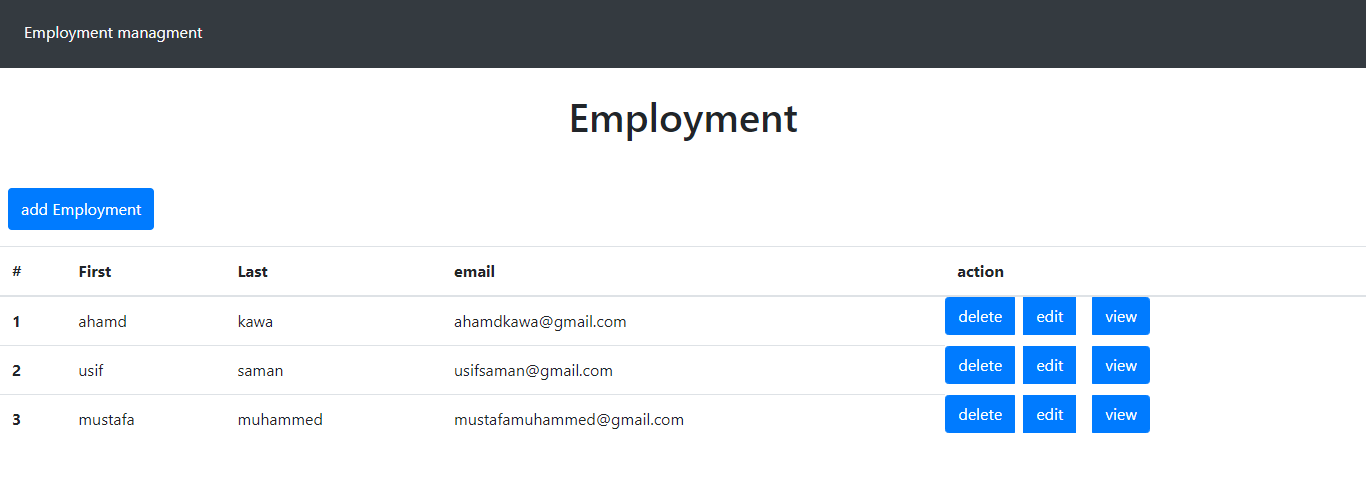 Employment managment
Employment
add Employment
# First Last email action
1 ahamd kawa ahamdkawa@gmail.com delete edit view
2 usif saman usifsaman@gmail.com delete edit view
3 mustafa muhammed mustafamuhammed@gmail.com delete edit view